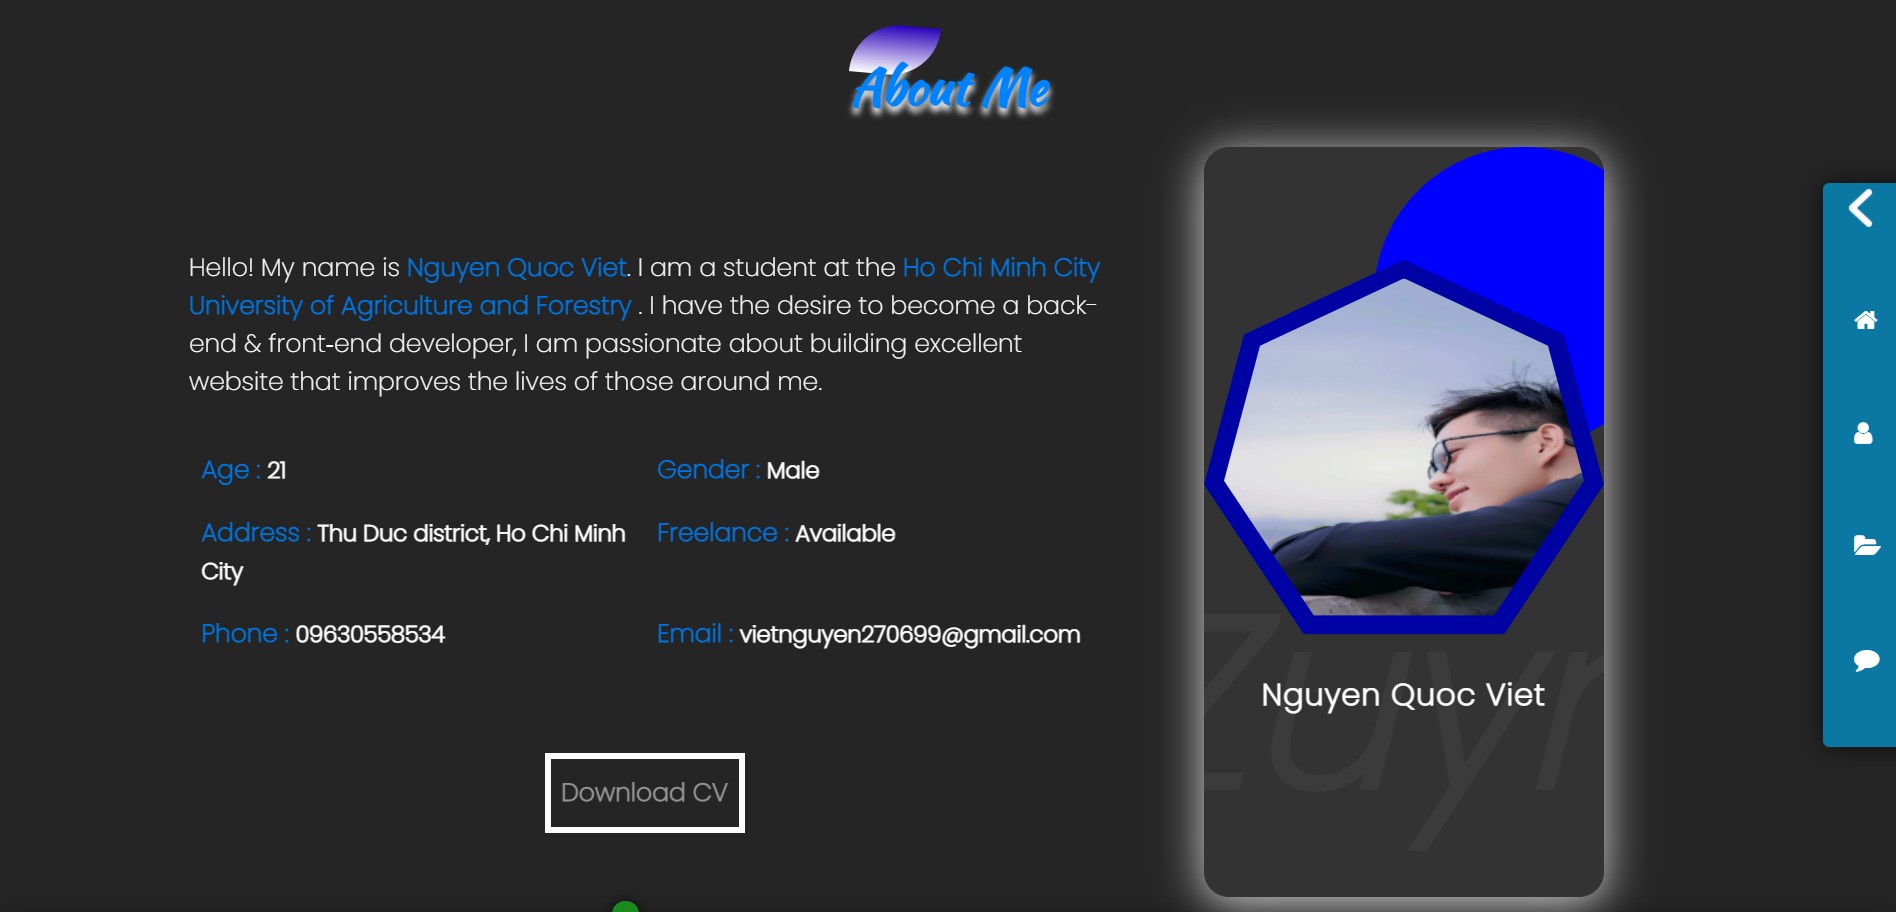 About Me
Hello! My name is Nguyen Quoc Viet. I am a student at the Ho Chi Minh City
University of Agriculture and Forestry . I have the desire to become a back-
end & front-end developer, I am passionate about building excellent
website that improves the lives of those around me.
Age : 21
Gender : Male
Address : Thu Duc district, Ho Chi Minh
City
Freelance : Available
Phone : 09630558534
Email : vietnguyen270699@gmail.com
Download CV
Nguyen Quoc Viet